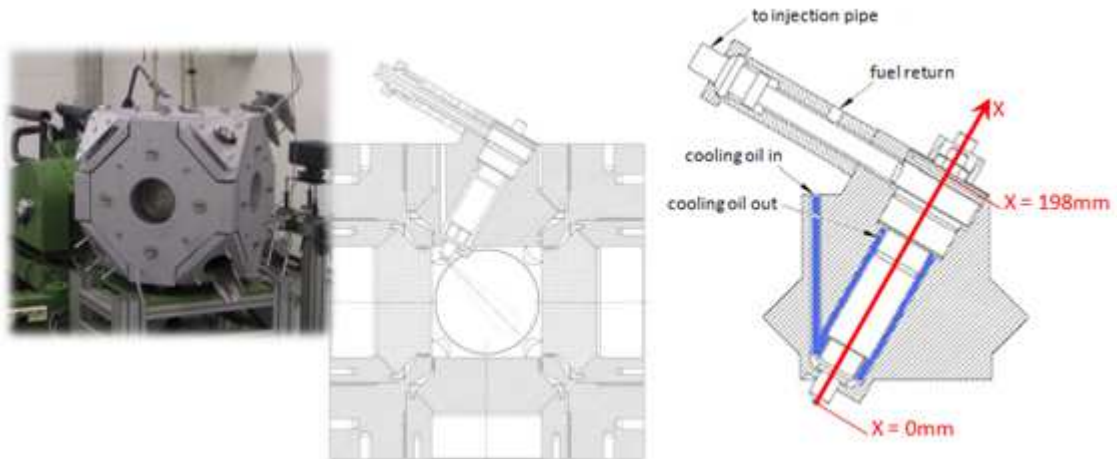 to injection pipe
fuel return
X
cooling oil in
cooling oil out
X = 198mm
X = 0mm